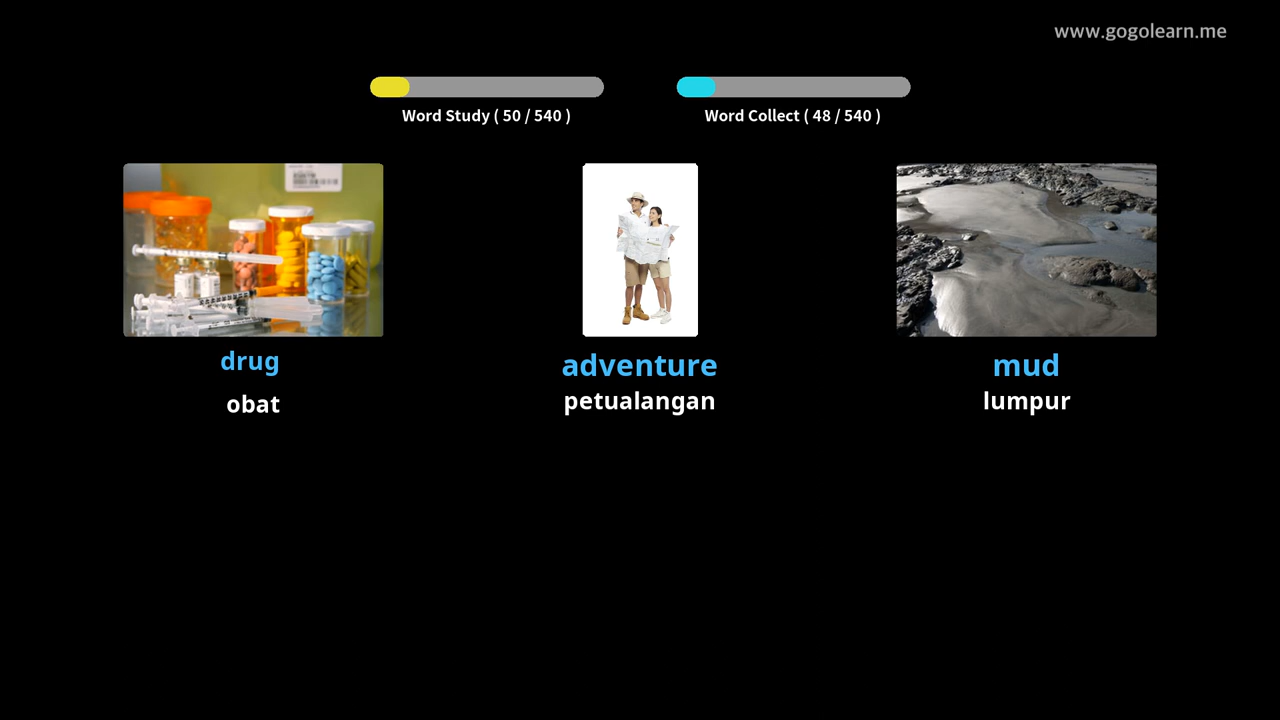 www.gogolearn.me
Word Study ( 50 / 540 )
Word Collect ( 48 / 540 )
drug
adventure
mud
obat
petualangan
lumpur